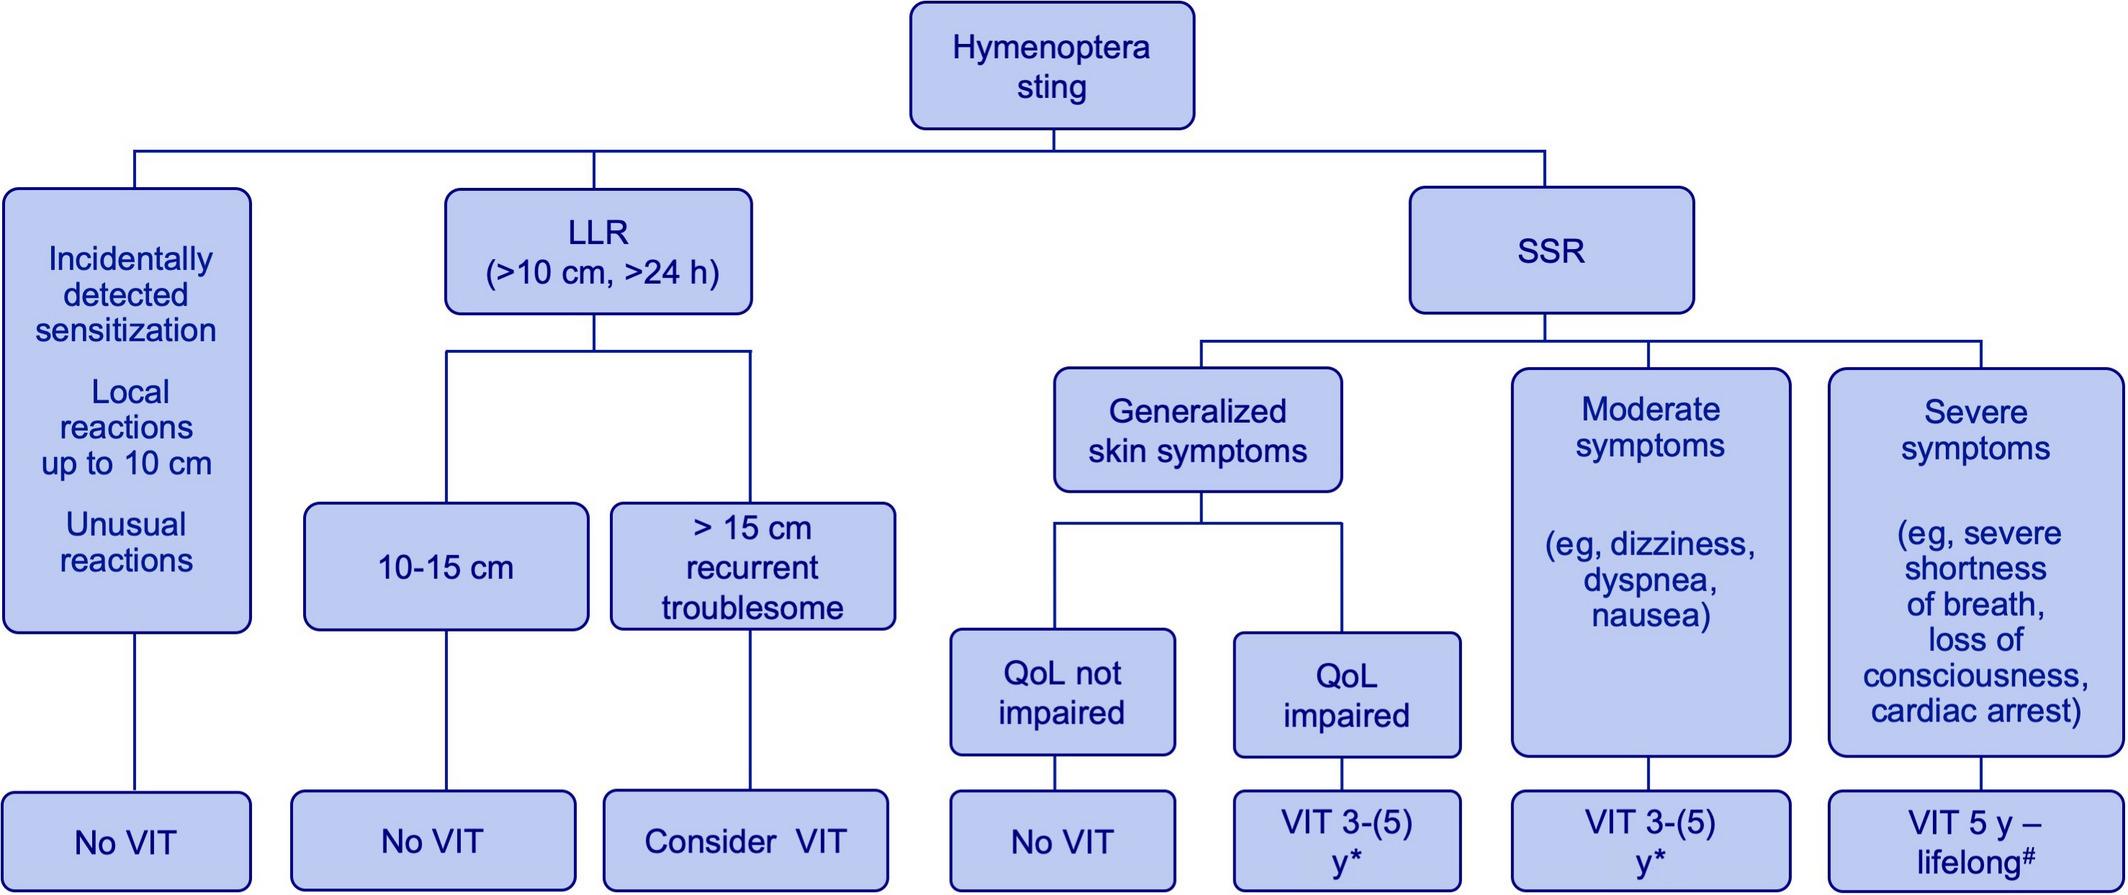 Hymenoptera
sting
Incidentally
detected
sensitization
Local
reactions
up to 10 cm
Unusual
reactions
No VIT
LLR
(>10 cm, >24 h)
10-15 cm
No VIT
> 15 cm
recurrent
troublesome
Consider VIT
SSR
Generalized
skin symptoms
QoL not
impaired
No VIT
QoL
impaired
VIT 3-(5)
y*
Moderate
symptoms
(eg, dizziness,
dyspnea,
nausea)
VIT 3-(5)
y*
Severe
symptoms
(eg, severe
shortness
of breath,
loss of
consciousness,
cardiac arrest)
VIT 5 y –
lifelong#